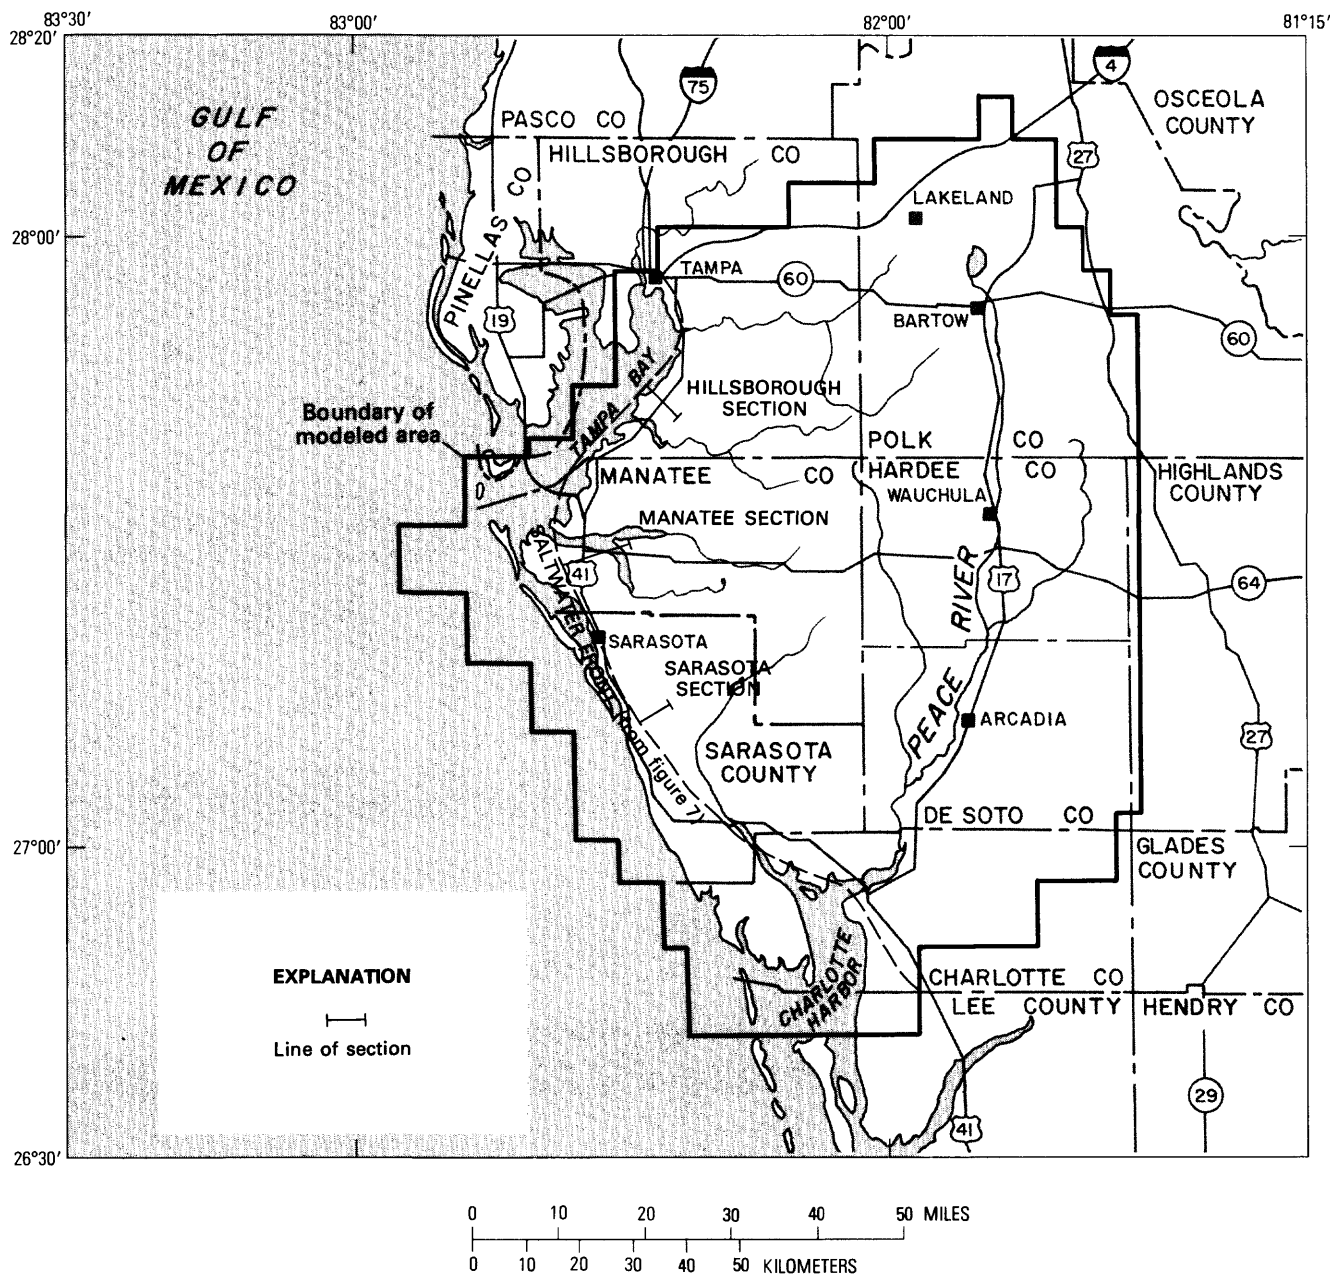 83°30'
83°00'
82°00'
81°15'
28°20'
GULF
OF
MEXICO
75
4
OSCEOLA
COUNTY
PASCO CO
HILLSBOROUGH CO
27
LAKELAND
28°00'
PINELLAS CO
TAMPA
60
19
BARTOW
60
TAMPA BAY
HILLSBOROUGH
SECTION
Boundary of
modeled area
POLK CO
MANATEE CO
HARDEE CO
HIGHLANDS
COUNTY
WAUCHULA
MANATEE SECTION
SALTWATER FRONT (from figure 7)
41
17
64
PEACE RIVER
SARASOTA
SARASOTA
SECTION
ARCADIA
27
SARASOTA
COUNTY
DE SOTO CO
27°00'
GLADES
COUNTY
EXPLANATION
Line of section
CHARLOTTE
HARBOR
CHARLOTTE CO
LEE COUNTY
HENDRY CO
29
41
26°30'
0 10 20 30 40 50 MILES
0 10 20 30 40 50 KILOMETERS